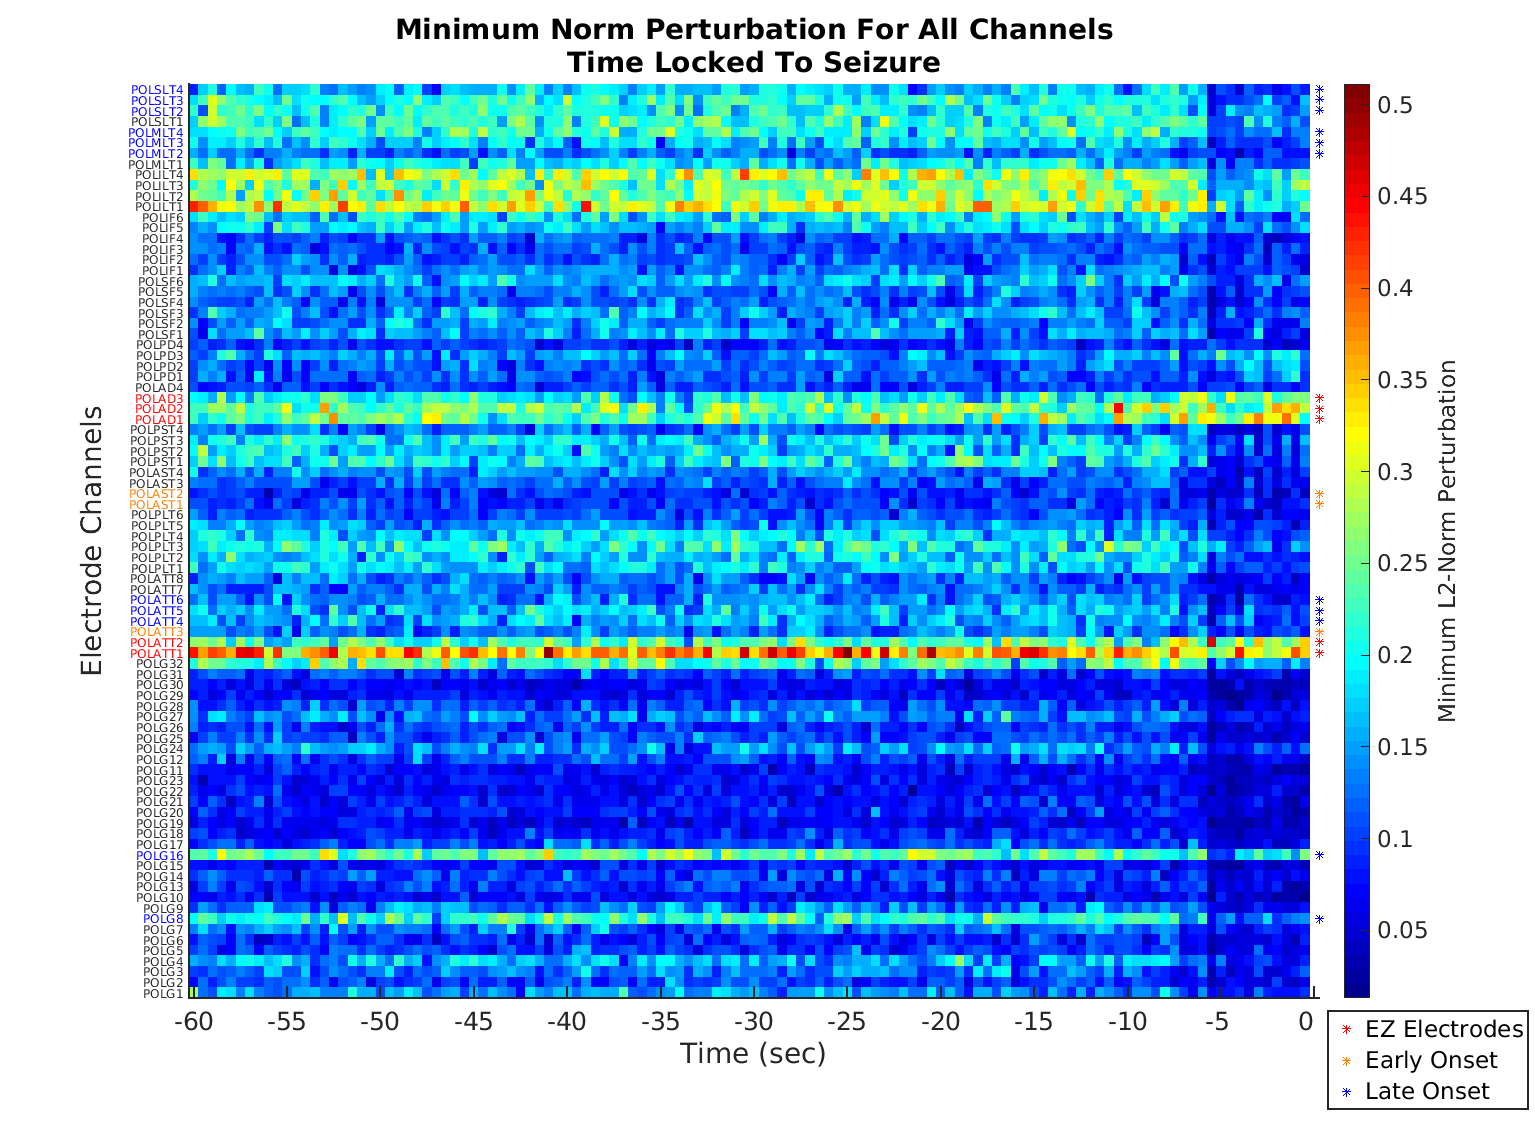 Minimum Norm Perturbation For All Channels
Time Locked To Seizure
Electrode Channels
POLSLT4
POLSLT3
POLSLT2
POLSLT1
POLMLT4
POLMLT3
POLMLT2
POLMLT1
POLILT4
POLILT3
POLILT2
POLILT1
POLIF6
POLIF5
POLIF4
POLIF3
POLIF2
POLIF1
POLSF6
POLSF5
POLSF4
POLSF3
POLSF2
POLSF1
POLPD4
POLPD3
POLPD2
POLPD1
POLAD4
POLAD3
POLAD2
POLAD1
POLPST4
POLPST3
POLPST2
POLPST1
POLAST4
POLAST3
POLAST2
POLAST1
POLPLT6
POLPLT5
POLPLT4
POLPLT3
POLPLT2
POLPLT1
POLATT8
POLATT7
POLATT6
POLATT5
POLATT4
POLATT3
POLATT2
POLATT1
POLG32
POLG31
POLG30
POLG29
POLG28
POLG27
POLG26
POLG25
POLG24
POLG12
POLG11
POLG23
POLG22
POLG21
POLG20
POLG19
POLG18
POLG17
POLG16
POLG15
POLG14
POLG13
POLG10
POLG9
POLG8
POLG7
POLG6
POLG5
POLG4
POLG3
POLG2
POLG1
-60 -55 -50 -45 -40 -35 -30 -25 -20 -15 -10 -5 0
Time (sec)
0.5
0.45
0.4
0.35
0.3
0.25
0.2
0.15
0.1
0.05
Minimum L2-Norm Perturbation
EZ Electrodes
Early Onset
Late Onset